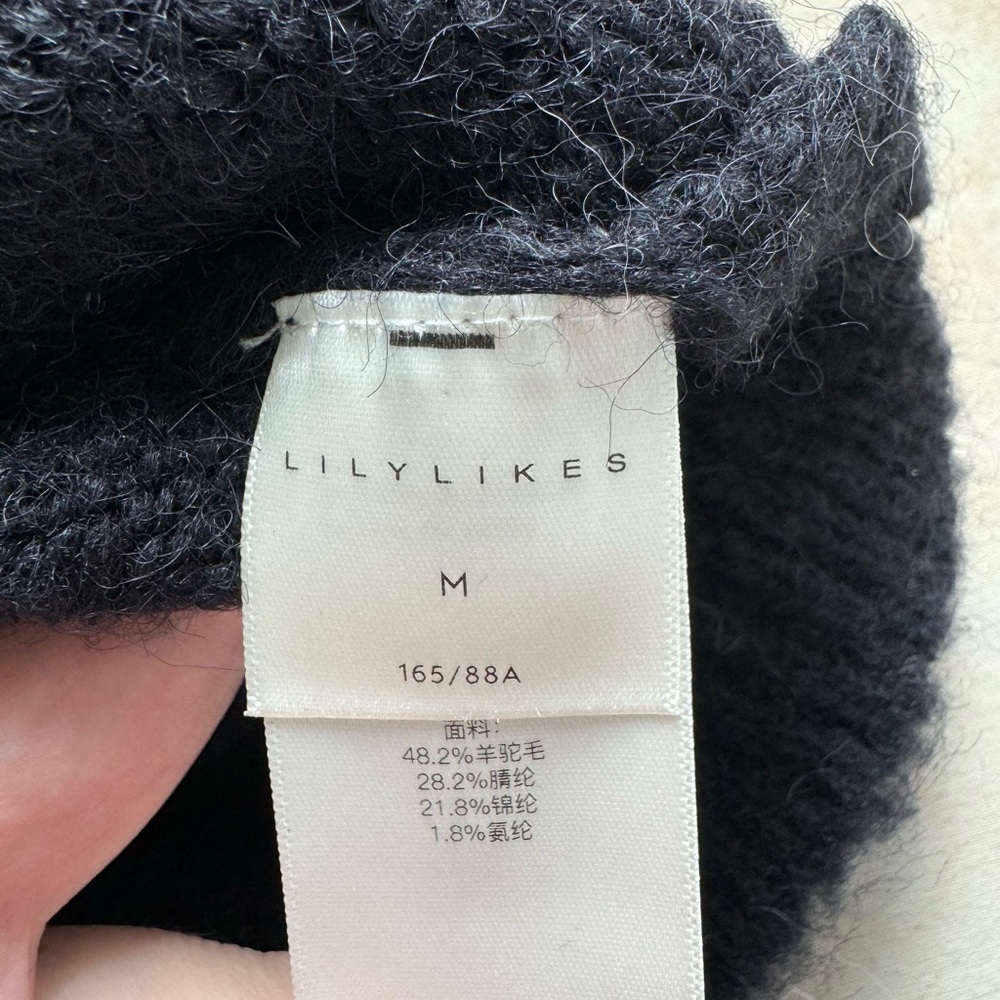 LILYLIKES
M
165/88A
面料:
48.2%羊驼毛
28.2%腈纶
21.8%锦纶
1.8%氨纶